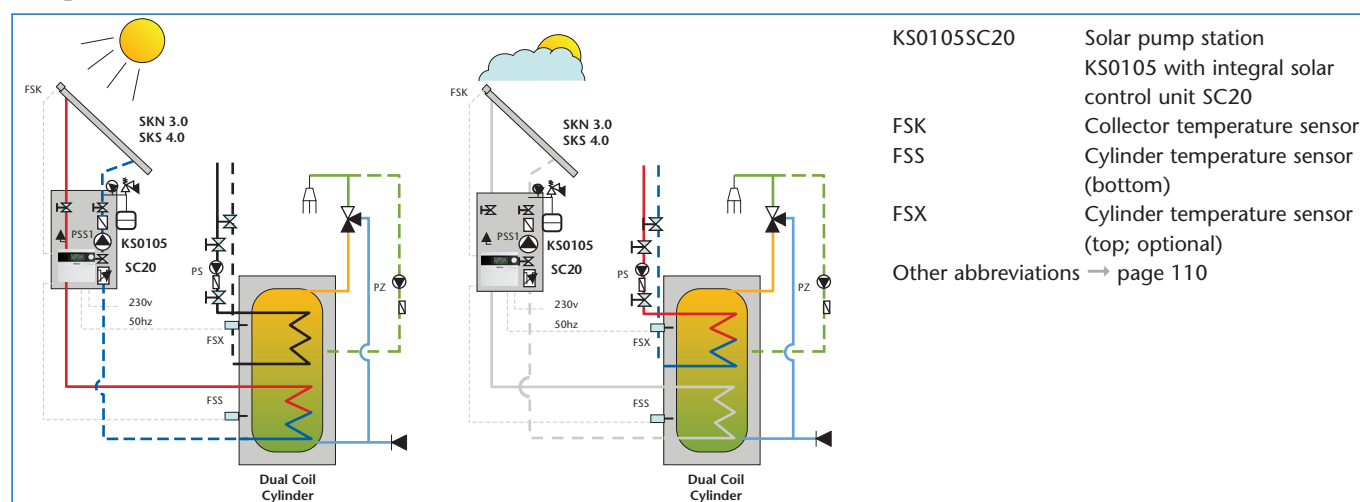 FSK
SKN 3.0
SKS 4.0
PSS1
KS0105
SC20
PS
PZ
230v
50hz
FSX
FSS
Dual Coil
Cylinder
FSK
SKN 3.0
SKS 4.0
PSS1
KS0105
SC20
PS
PZ
230v
50hz
FSX
FSS
Dual Coil
Cylinder
KS0105SC20 Solar pump station
KS0105 with integral solar
control unit SC20
FSK Collector temperature sensor
FSS Cylinder temperature sensor
(bottom)
FSX Cylinder temperature sensor
(top; optional)
Other abbreviations → page 110